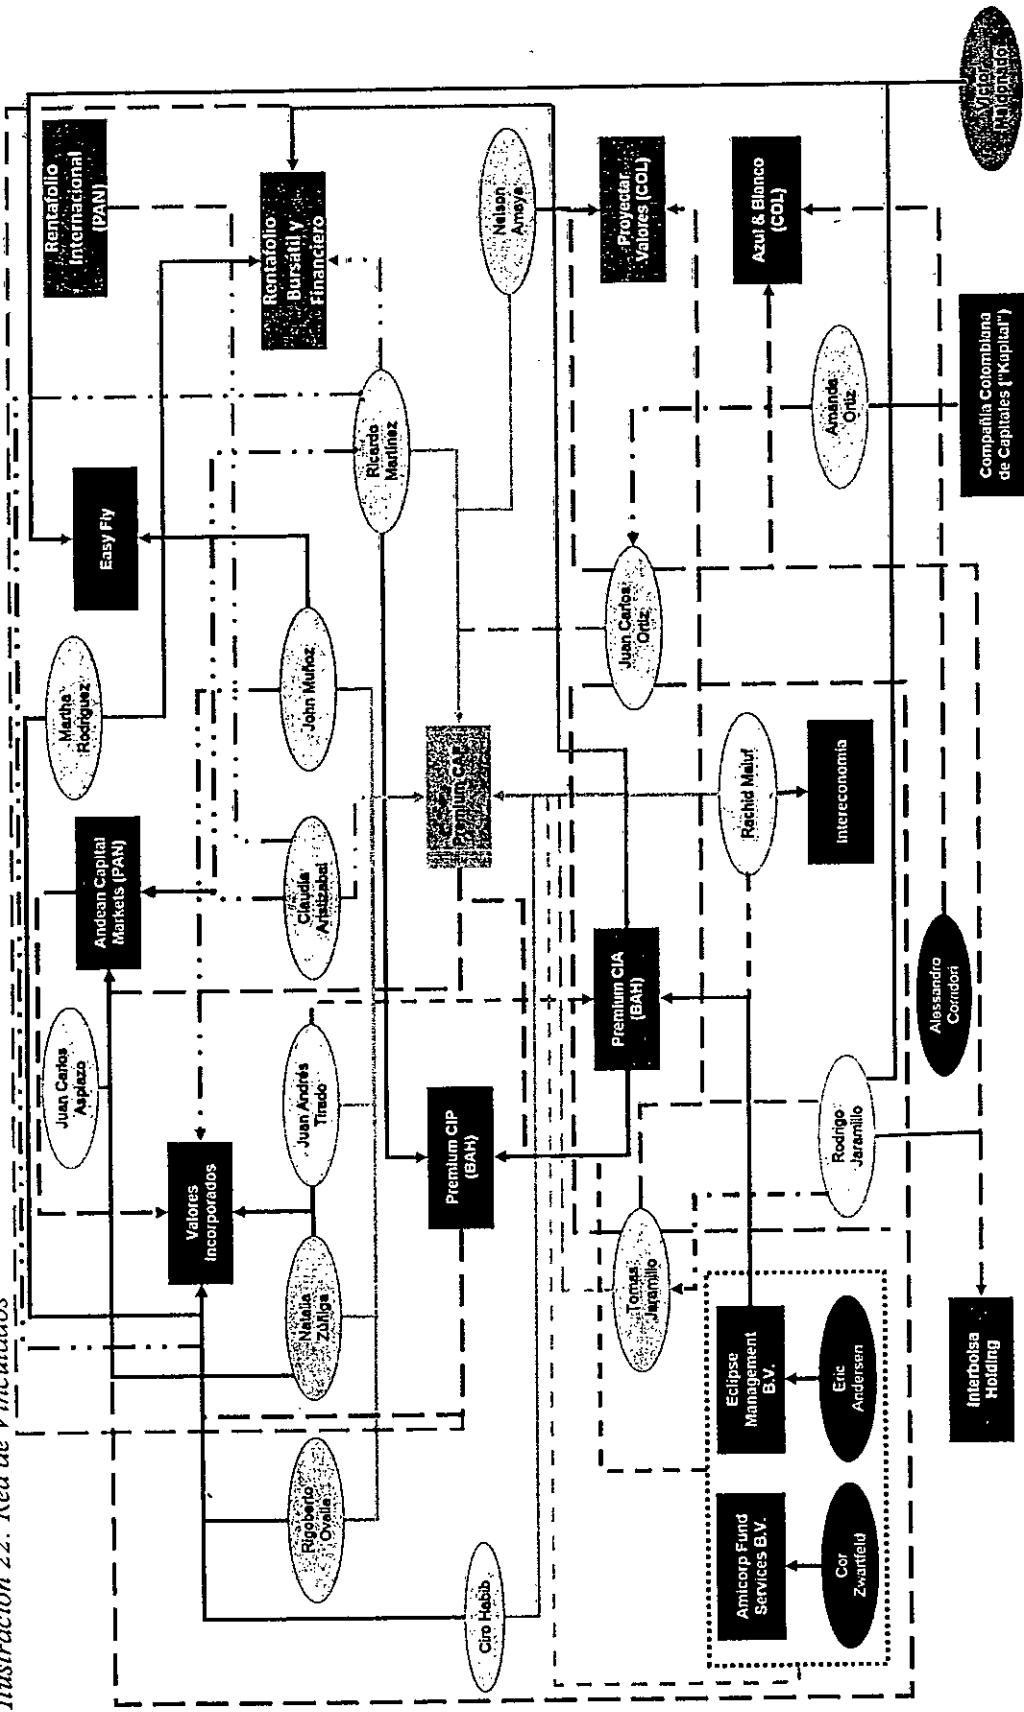 Ilustración 22: Red de Vinculados
Juan Carlos
Aspiazo
Andean Capital
Markets (PAN)
Martha
Rodríguez
Easy Fly
Rentafolio
Internacional
(PAN)
Valores
Incorporados
Rigoberto
Ovalle
Natalia
Zúñiga
Juan Andrés
Tirado
Claudia
Aristizabal
John Muñoz
Rentafolio
Bursátil y
Financiero
Ricardo
Martínez
Ciro Habib
Premium CIP
(BAH)
Premium
Nelson
Amaya
Tomas
Jaramillo
Premium CIA
(BAH)
Juan Carlos
Ortiz
Proyectar
Valores (COL)
Amicorp Fund
Services B.V.
Eclipse
Management
B.V.
Rachid Maluf
Azul & Blanco
(COL)
Cor
Zwartfeld
Eric
Andersen
Rodrigo
Jaramillo
Intereconomia
Amanda
Ortiz
Alessandro
Corridori
Interbolsa
Holding
Compañia Colombiana
de Capitales ("Kapital")
Victor
Maldonado